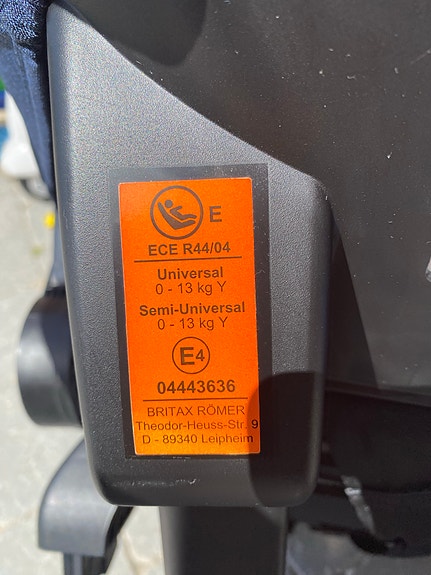 E
ECE R44/04
Universal
0 - 13 kg Y
Semi-Universal
0 - 13 kg Y
E4
04443636
BRITAX RÖMER
Theodor-Heuss-Str. 9
D - 89340 Leipheim